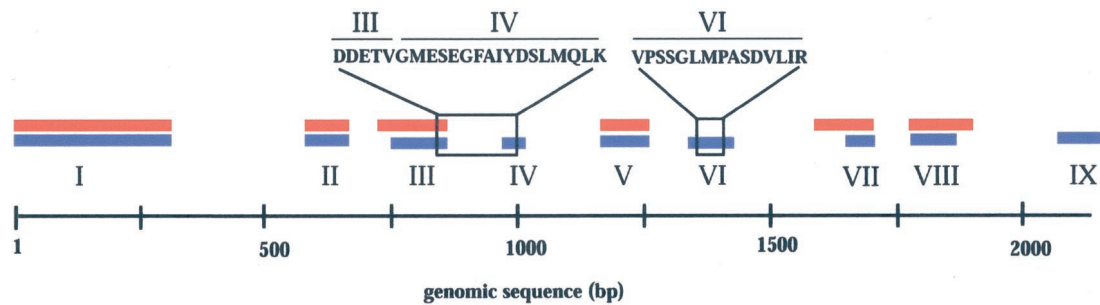 III IV VI
DDETVGMESEGFAIYDSLMQLK VPSSGLMPASDVLIR
I II III IV V VI VII VIII IX
1 500 1000 1500 2000
genomic sequence (bp)